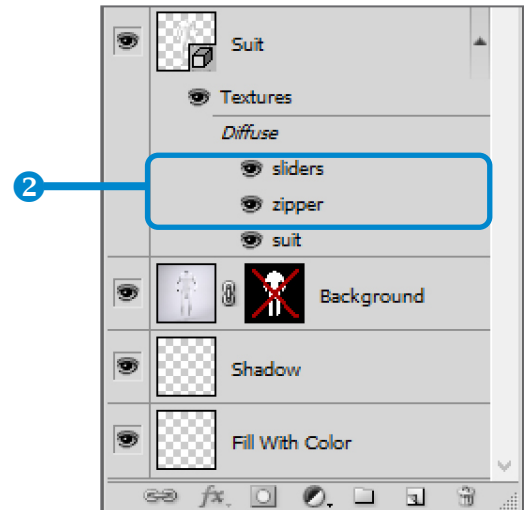 Suit
Textures
Diffuse
sliders
2
zipper
suit
Background
Shadow
Fill With Color
fx